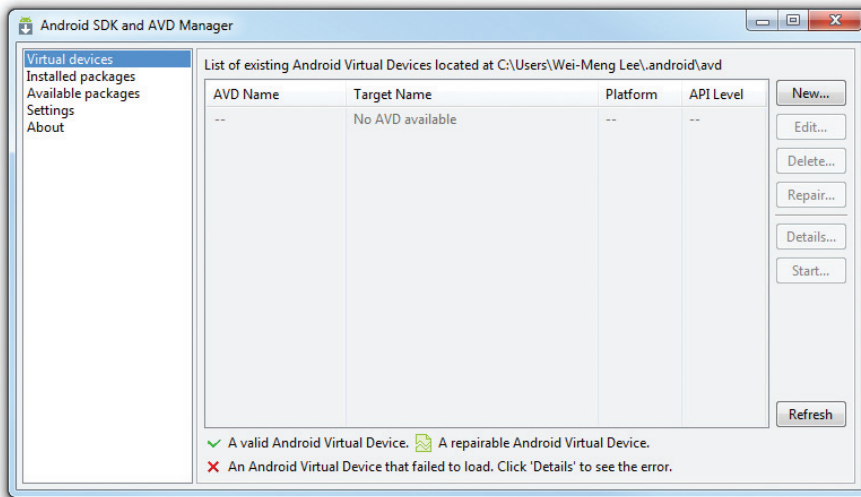 Android SDK and AVD Manager
Virtual devices
Installed packages
Available packages
Settings
About
List of existing Android Virtual Devices located at C:\Users\Wei-Meng Lee\.android\avd
AVD Name Target Name Platform API Level
-- No AVD available -- --
New...
Edit...
Delete...
Repair...
Details...
Start...
Refresh
A valid Android Virtual Device. A repairable Android Virtual Device.
An Android Virtual Device that failed to load. Click 'Details' to see the error.